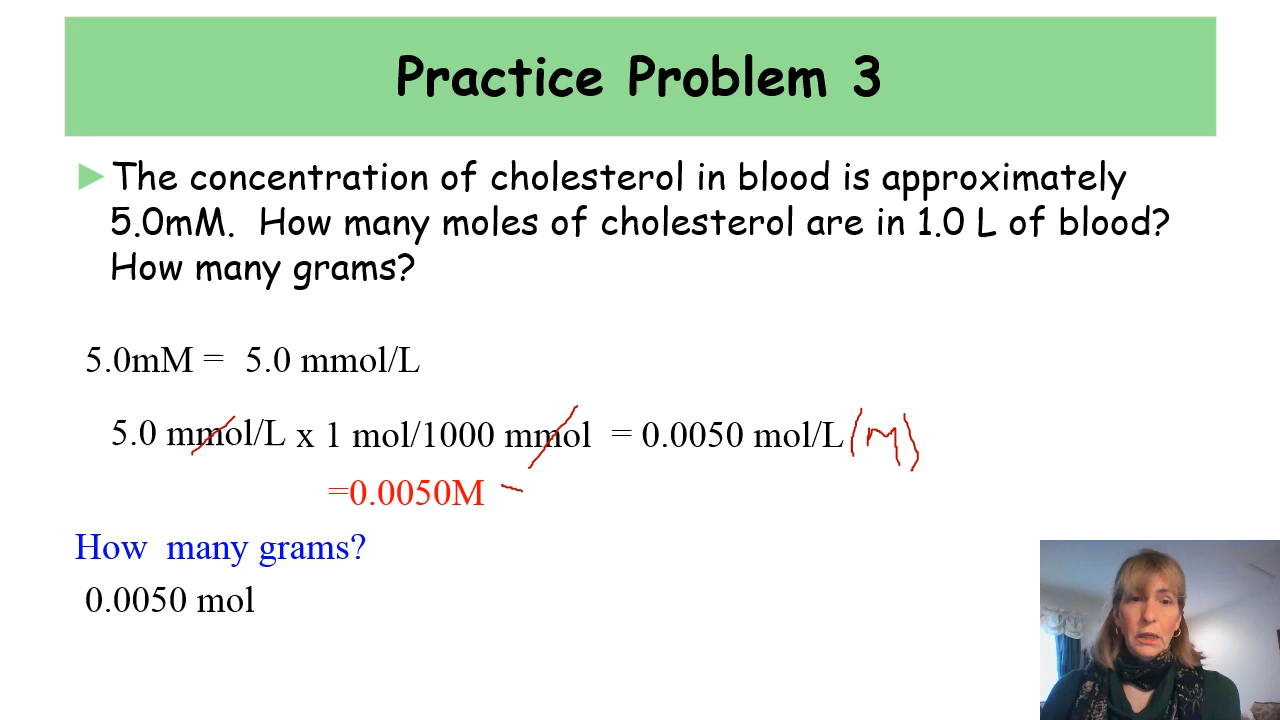 Practice Problem 3
The concentration of cholesterol in blood is approximately
5.0mM. How many moles of cholesterol are in 1.0 L of blood?
How many grams?
5.0mM = 5.0 mmol/L
5.0 mmol/L x 1 mol/1000 mmol = 0.0050 mol/L (M)
=0.0050M
How many grams?
0.0050 mol